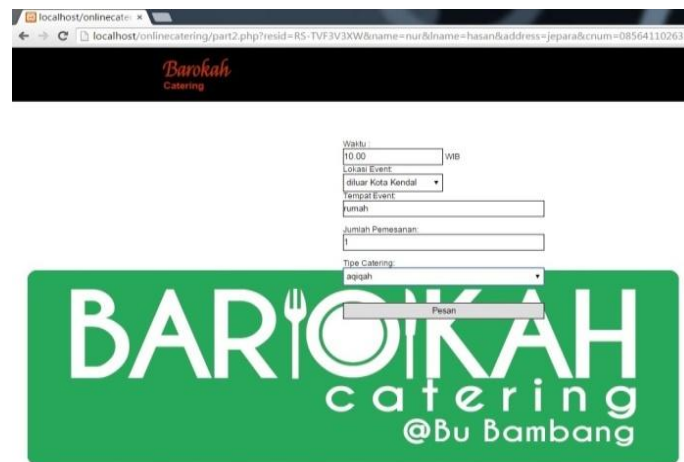 localhost/onlinecate
localhost/onlinecatering/part2.php?resid=RS-TVF3V3XW&name=nur&lname=hasan&address=jepara&cnum=08564110263
Barokah
Catering
Waktu :
10.00 WIB
Lokasi Event:
diluar Kota Kendal
Tempat Event:
rumah
Jumlah Pemesanan:
1
Tipe Catering:
aqiqah
Pesan
BAROKAH
catering
@Bu Bambang